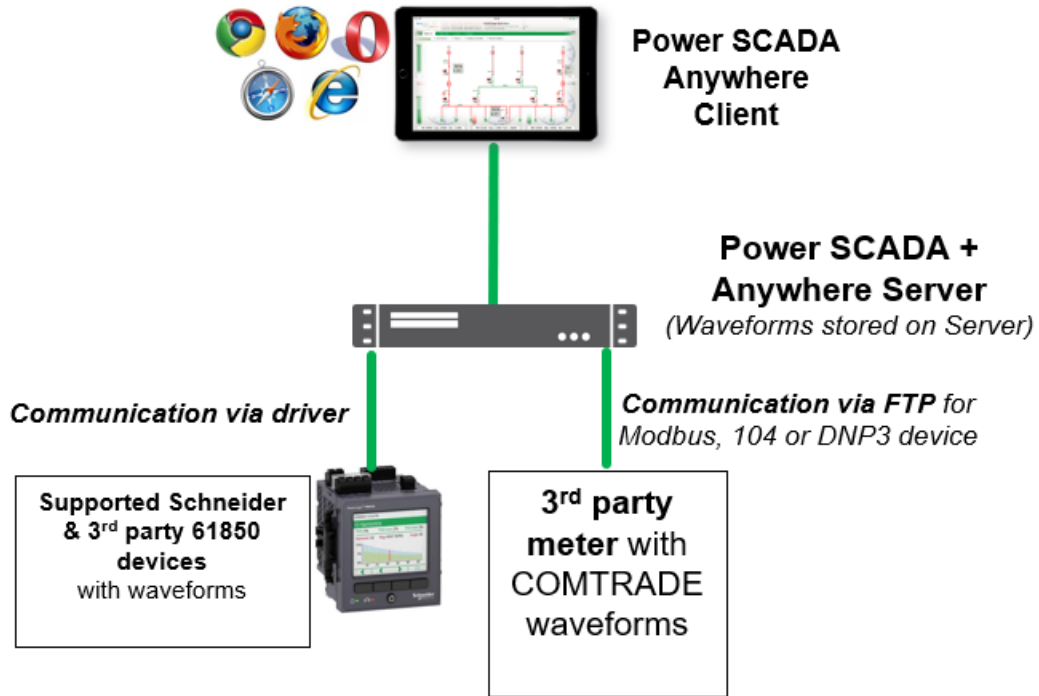 Power SCADA
Anywhere
Client
Power SCADA +
Anywhere Server
(Waveforms stored on Server)
Communication via driver
Communication via FTP for
Modbus, 104 or DNP3 device
Supported Schneider
& 3rd party 61850
devices
with waveforms
3rd party
meter with
COMTRADE
waveforms